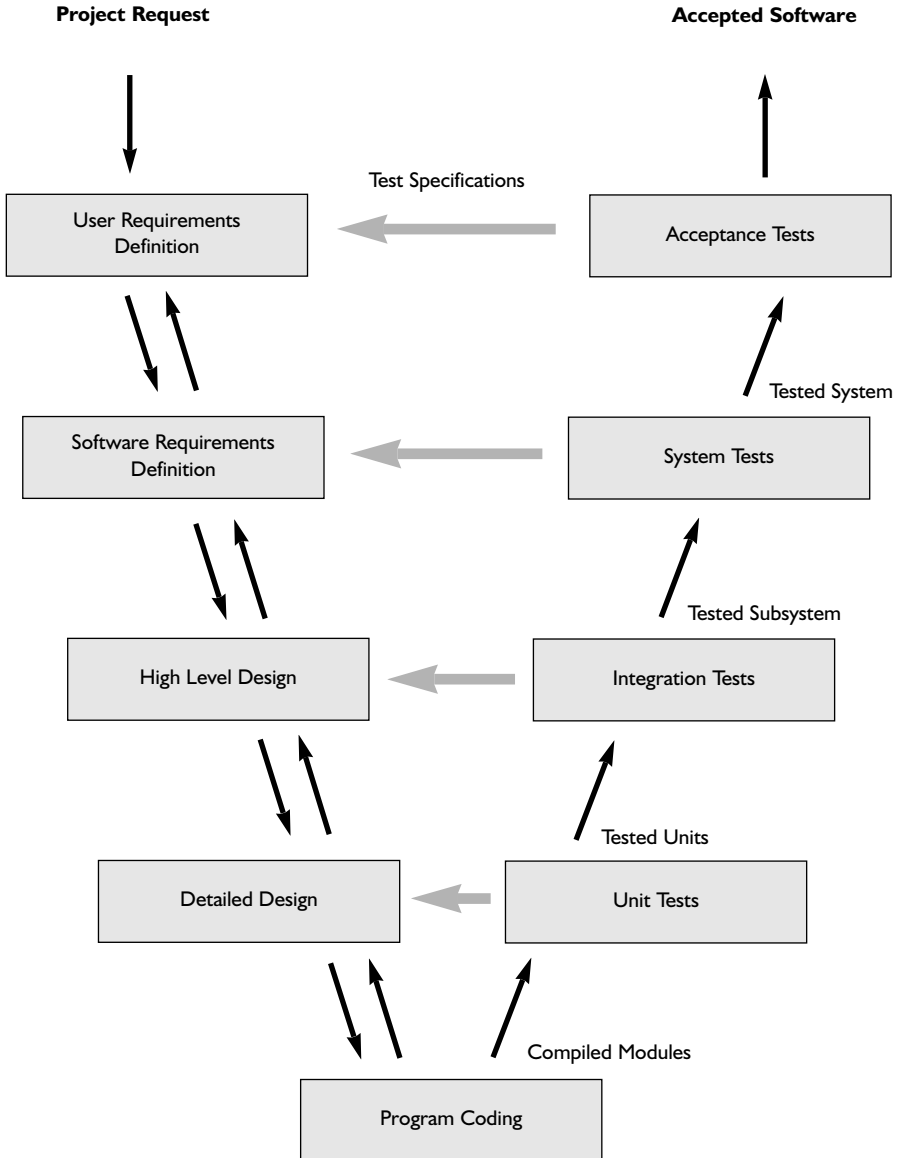 Project Request
Accepted Software
Test Specifications
User Requirements
Definition
Acceptance Tests
Tested System
Software Requirements
Definition
System Tests
Tested Subsystem
High Level Design
Integration Tests
Tested Units
Detailed Design
Unit Tests
Compiled Modules
Program Coding